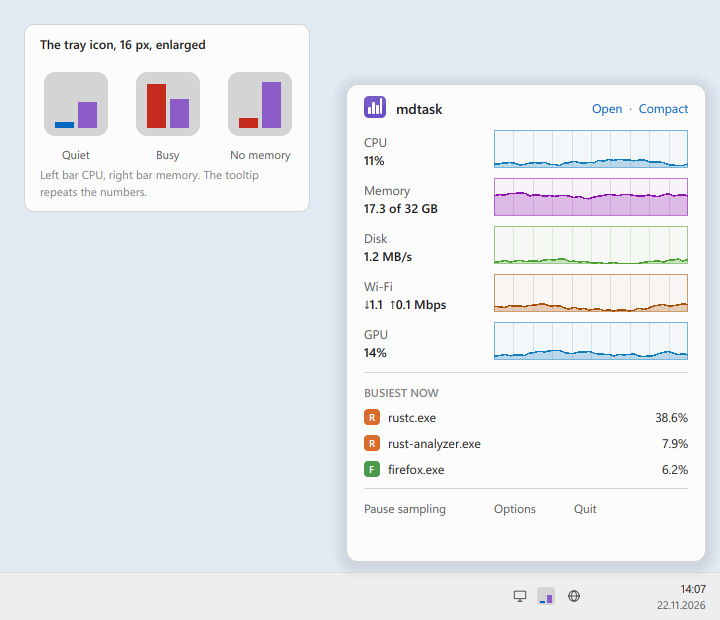 The tray icon, 16 px, enlarged
Quiet
Busy
No memory
Left bar CPU, right bar memory. The tooltip
repeats the numbers.
mdtask
Open · Compact
CPU
11%
Memory
17.3 of 32 GB
Disk
1.2 MB/s
Wi-Fi
↓1.1 ↑0.1 Mbps
GPU
14%
BUSIEST NOW
R rustc.exe 38.6%
R rust-analyzer.exe 7.9%
F firefox.exe 6.2%
Pause sampling
Options
Quit
14:07
22.11.2026